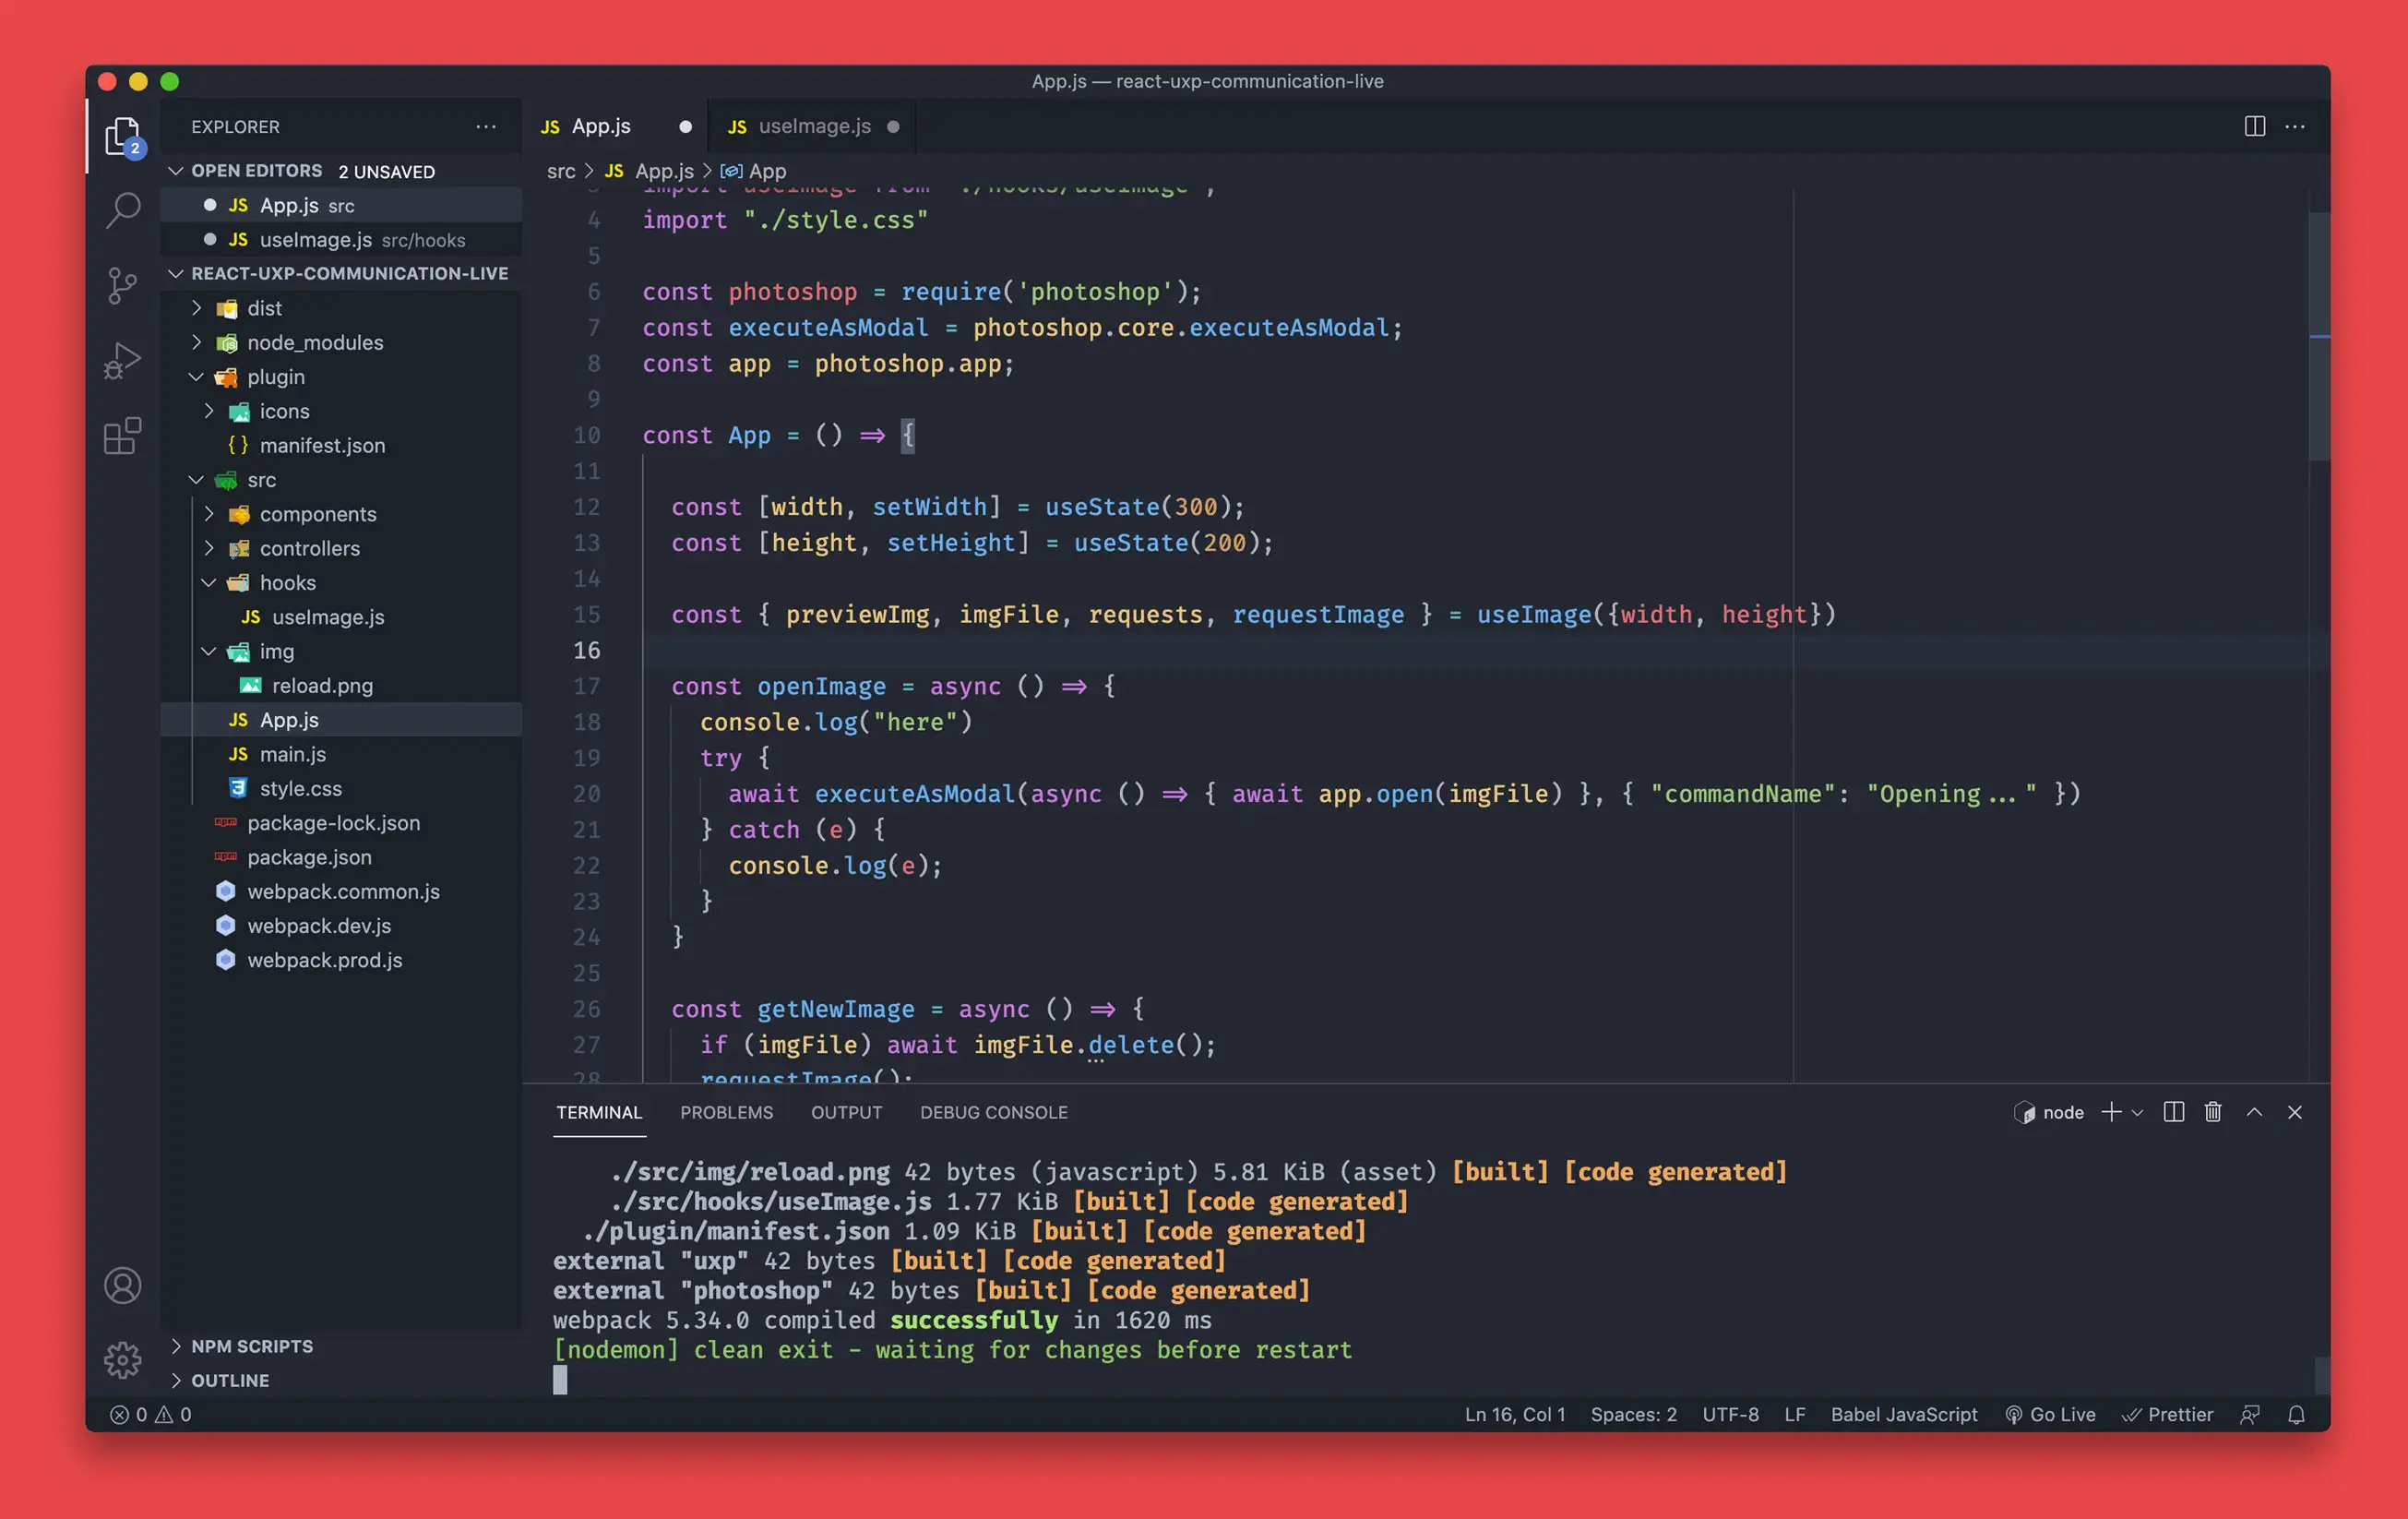 App.js — react-uxp-communication-live
EXPLORER
2
OPEN EDITORS 2 UNSAVED
JS App.js src
JS useImage.js src/hooks
REACT-UXP-COMMUNICATION-LIVE
dist
node_modules
plugin
icons
{ } manifest.json
src
components
controllers
hooks
JS useImage.js
img
reload.png
JS App.js
JS main.js
style.css
package-lock.json
package.json
webpack.common.js
webpack.dev.js
webpack.prod.js
NPM SCRIPTS
OUTLINE
JS App.js
JS useImage.js
src > JS App.js > App
3 import useImage from "./hooks/useImage";
4 import "./style.css"
5
6 const photoshop = require('photoshop');
7 const executeAsModal = photoshop.core.executeAsModal;
8 const app = photoshop.app;
9
10 const App = () => {
11
12 const [width, setWidth] = useState(300);
13 const [height, setHeight] = useState(200);
14
15 const { previewImg, imgFile, requests, requestImage } = useImage({width, height})
16
17 const openImage = async () => {
18 console.log("here")
19 try {
20 await executeAsModal(async () => { await app.open(imgFile) }, { "commandName": "Opening..." })
21 } catch (e) {
22 console.log(e);
23 }
24 }
25
26 const getNewImage = async () => {
27 if (imgFile) await imgFile.delete();
28 requestImage();
TERMINAL PROBLEMS OUTPUT DEBUG CONSOLE
node
./src/img/reload.png 42 bytes (javascript) 5.81 KiB (asset) [built] [code generated]
./src/hooks/useImage.js 1.77 KiB [built] [code generated]
./plugin/manifest.json 1.09 KiB [built] [code generated]
external "uxp" 42 bytes [built] [code generated]
external "photoshop" 42 bytes [built] [code generated]
webpack 5.34.0 compiled successfully in 1620 ms
[nodemon] clean exit - waiting for changes before restart
0 0
Ln 16, Col 1 Spaces: 2 UTF-8 LF Babel JavaScript Go Live Prettier